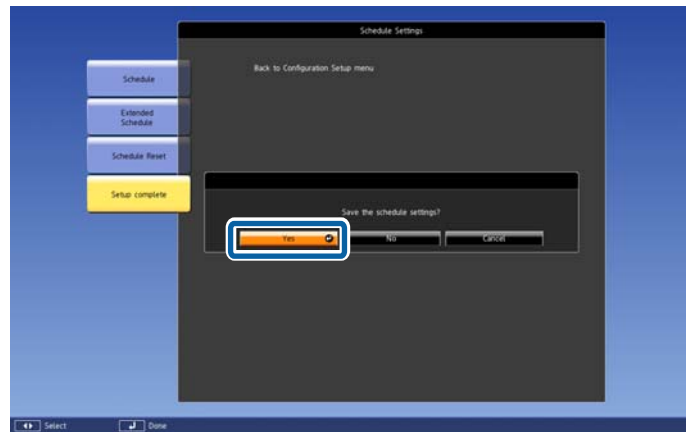 Schedule Settings
Schedule
Extended
Schedule
Schedule Reset
Setup complete
Back to Configuration Setup menu
Save the schedule settings?
Yes No Cancel
Select Done